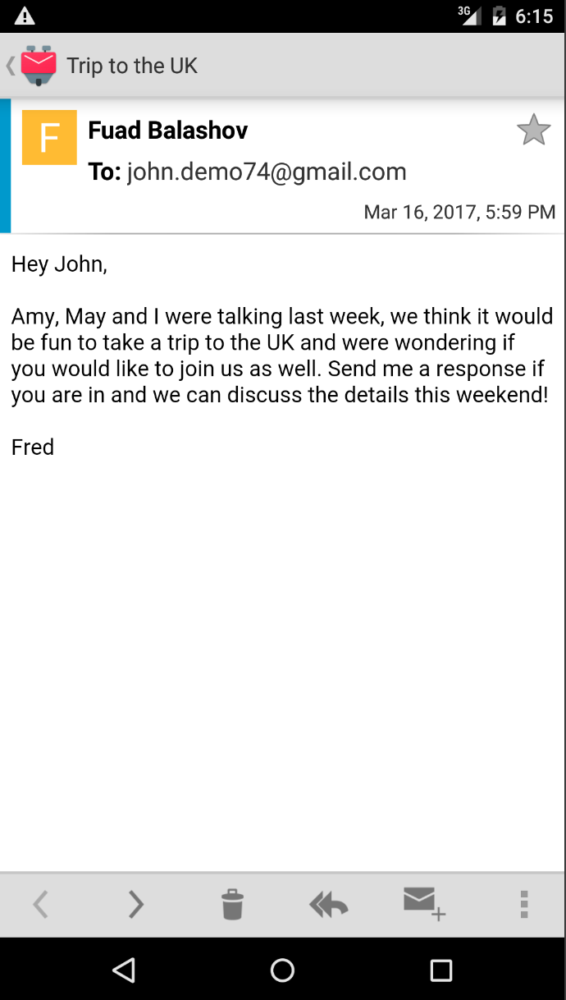 3G 6:15
Trip to the UK
F
Fuad Balashov
To: john.demo74@gmail.com
Mar 16, 2017, 5:59 PM
Hey John,
Amy, May and I were talking last week, we think it would
be fun to take a trip to the UK and were wondering if
you would like to join us as well. Send me a response if
you are in and we can discuss the details this weekend!
Fred